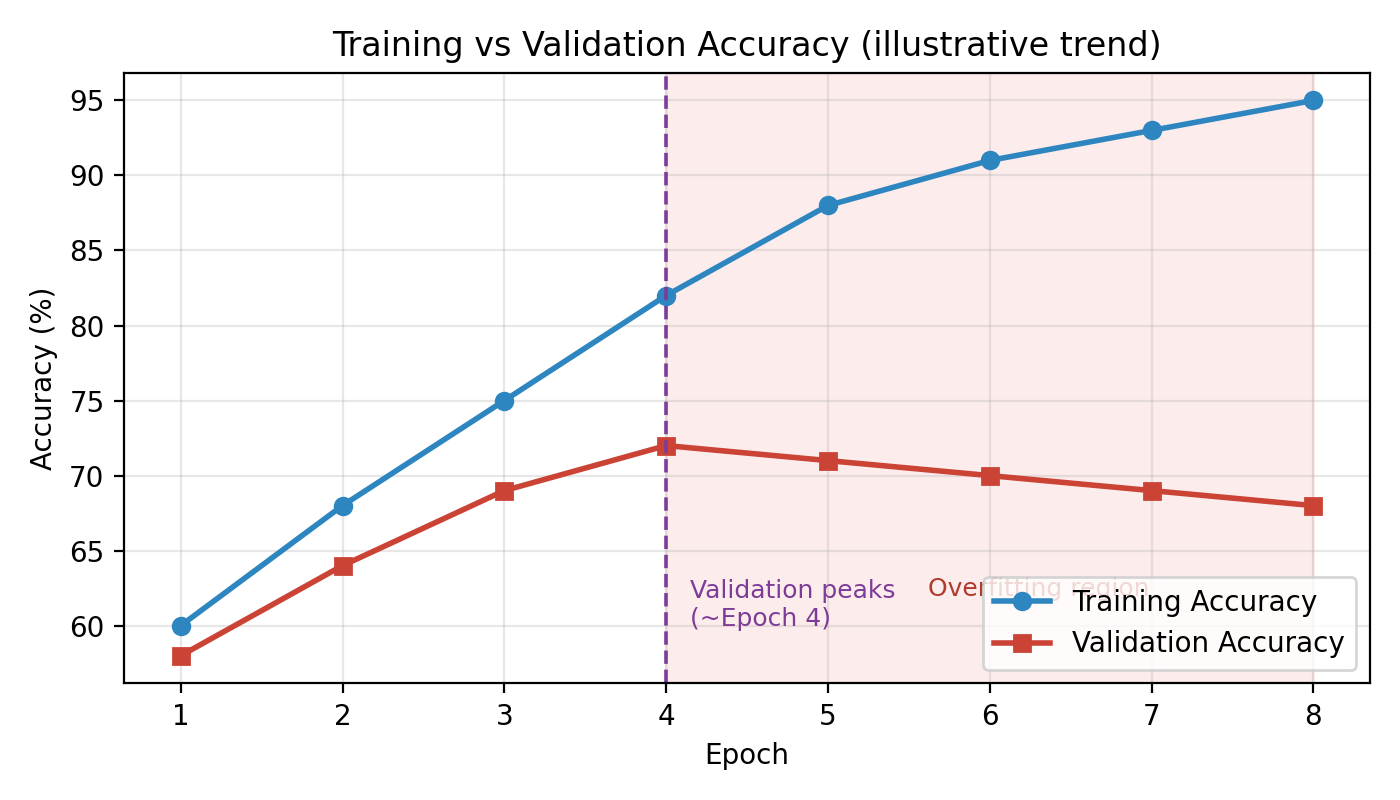 Training vs Validation Accuracy (illustrative trend)
Accuracy (%)
95
90
85
80
75
70
65
60
Validation peaks
(~Epoch 4)
Overfitting region
Training Accuracy
Validation Accuracy
1 2 3 4 5 6 7 8
Epoch